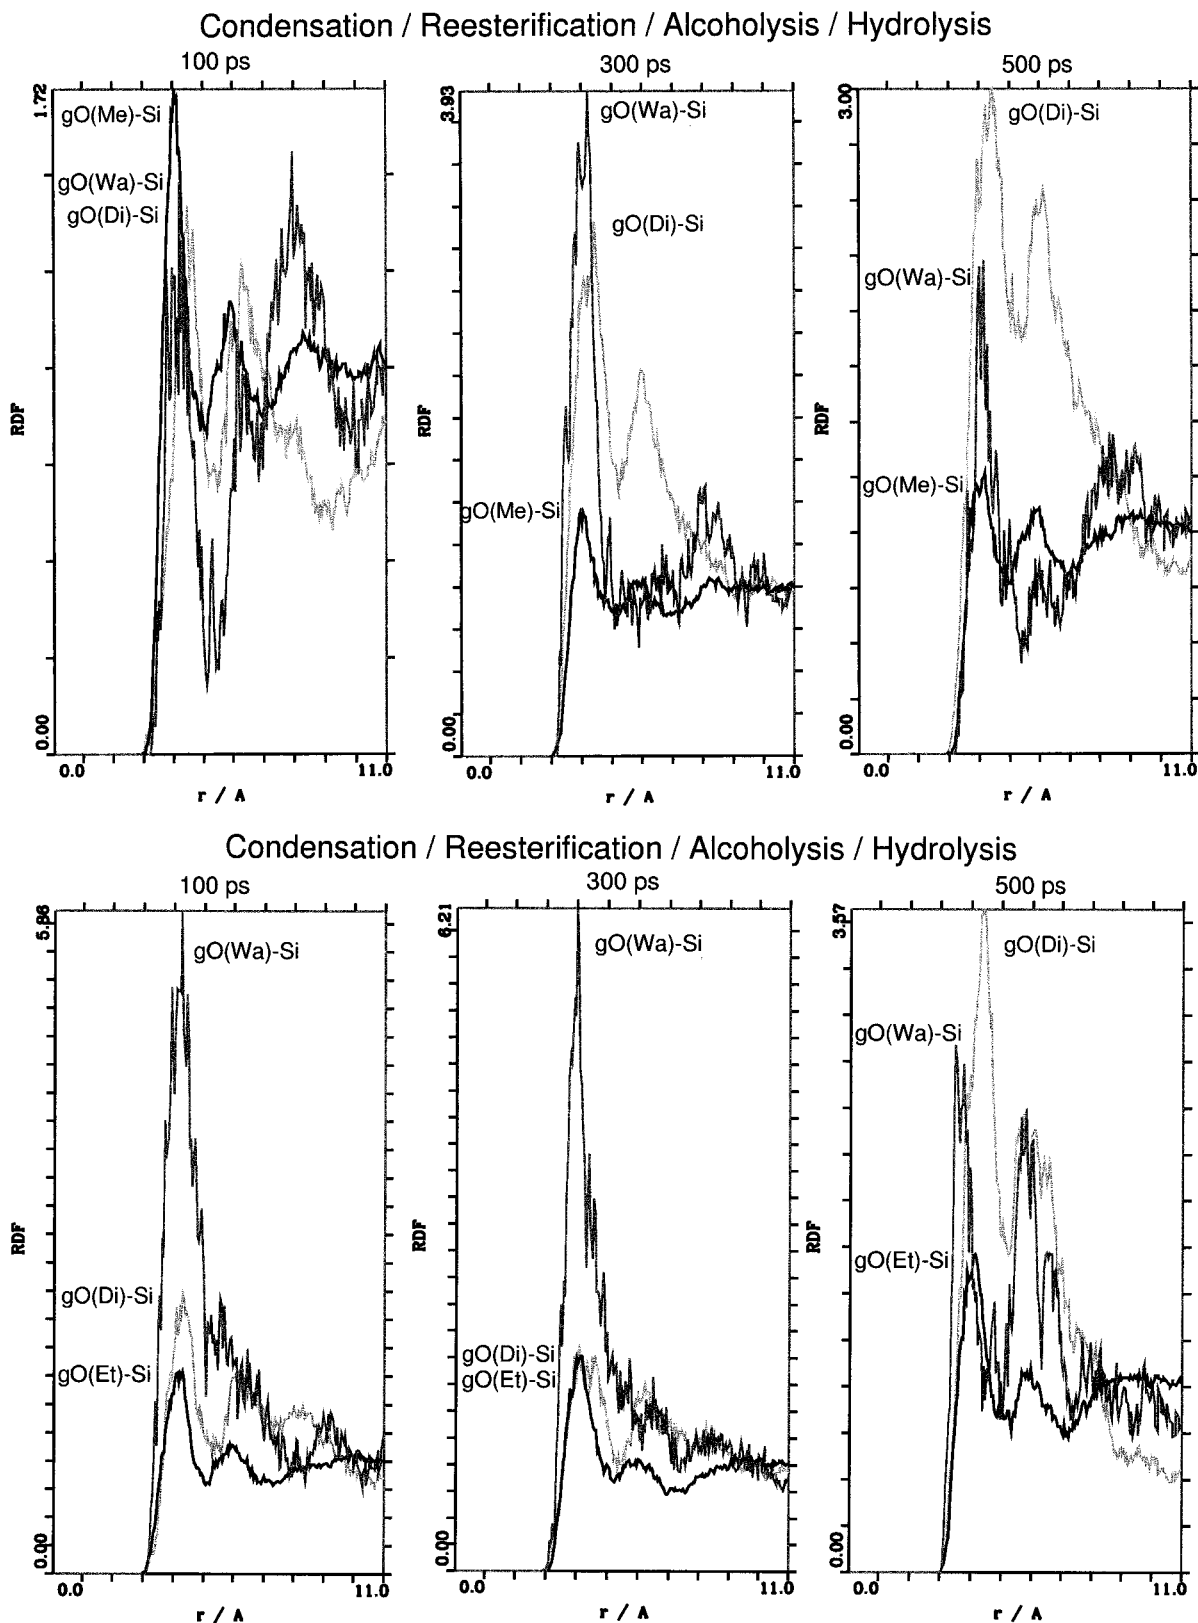 Condensation / Reesterification / Alcoholysis / Hydrolysis
100 ps
300 ps
500 ps
1.72
gO(Me)-Si
gO(Wa)-Si
gO(Di)-Si
RDF
0.00
0.0
11.0
r / A
3.93
gO(Wa)-Si
gO(Di)-Si
gO(Me)-Si
RDF
0.00
0.0
11.0
r / A
3.00
gO(Di)-Si
gO(Wa)-Si
gO(Me)-Si
RDF
0.00
0.0
11.0
r / A
Condensation / Reesterification / Alcoholysis / Hydrolysis
100 ps
300 ps
500 ps
5.86
gO(Wa)-Si
gO(Di)-Si
gO(Et)-Si
RDF
0.00
0.0
11.0
r / A
6.21
gO(Wa)-Si
gO(Di)-Si
gO(Et)-Si
RDF
0.00
0.0
11.0
r / A
3.57
gO(Di)-Si
gO(Wa)-Si
gO(Et)-Si
RDF
0.00
0.0
11.0
r / A